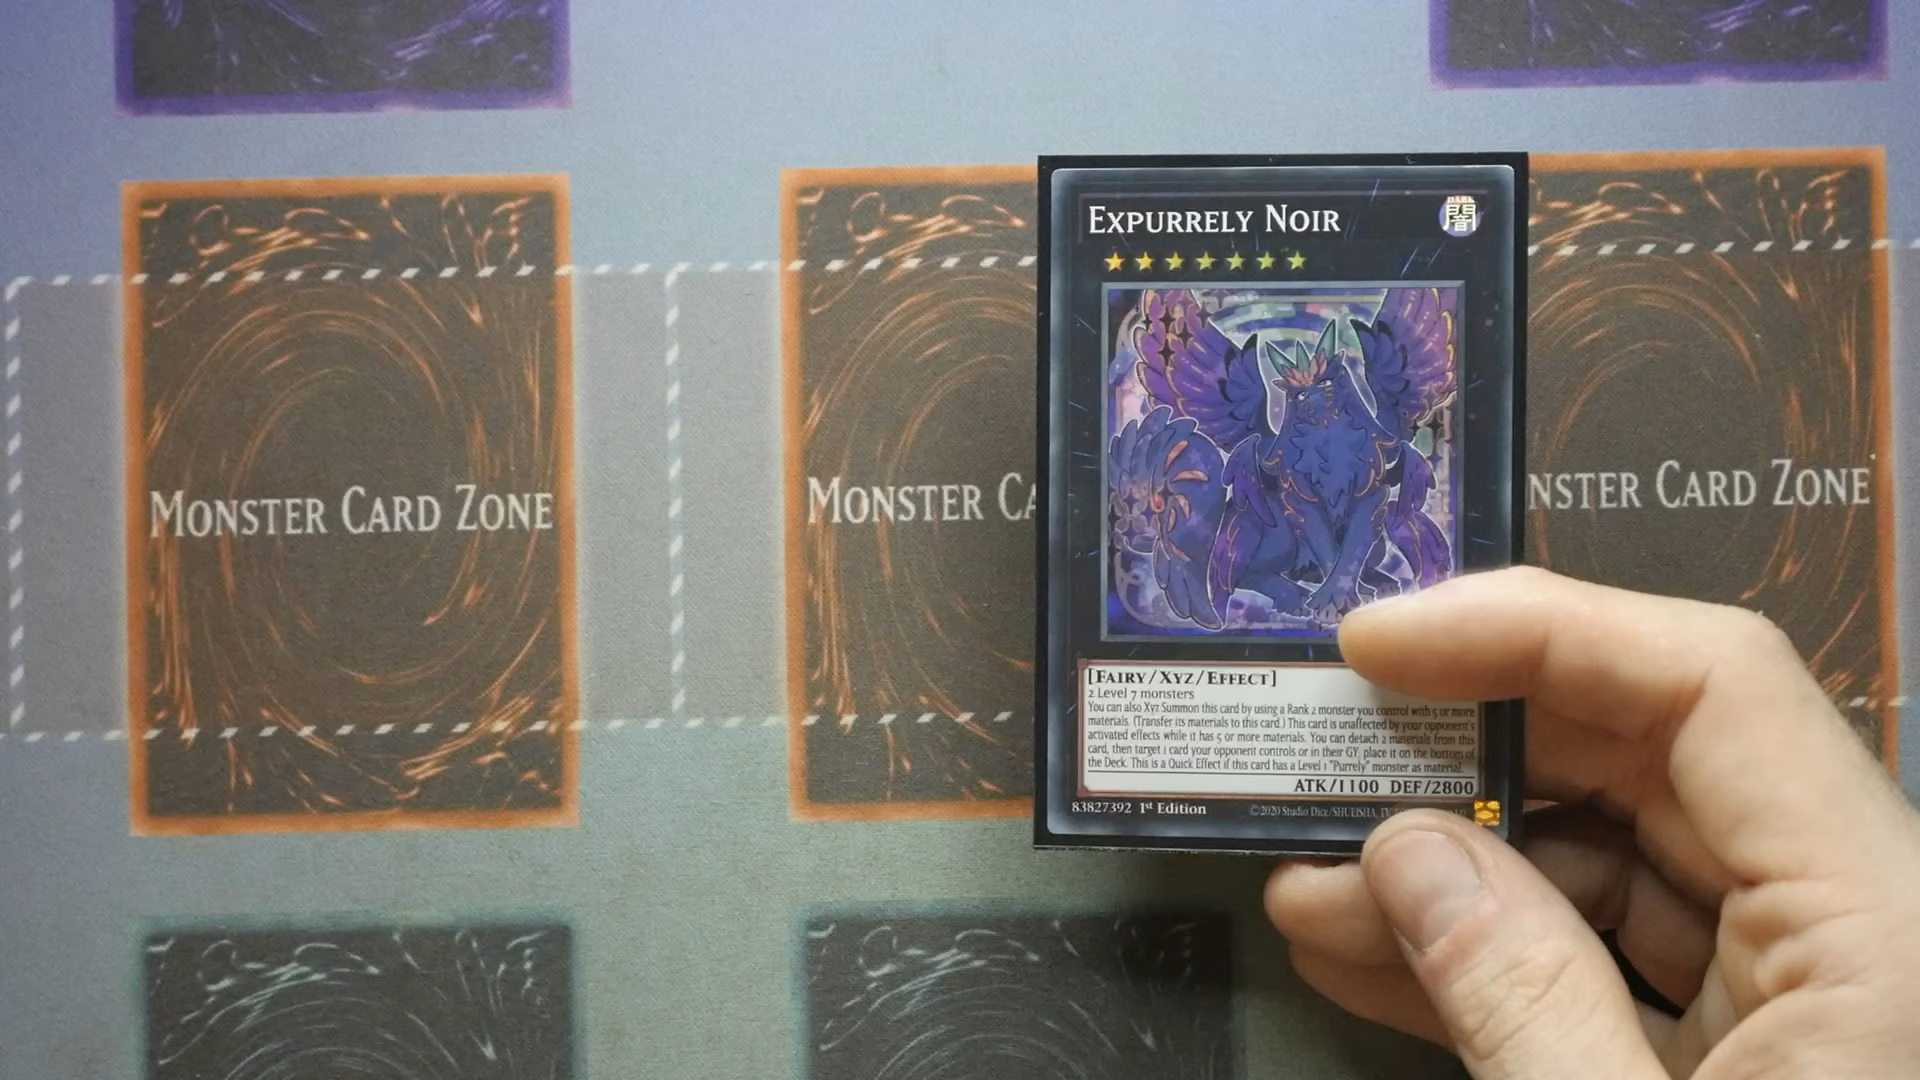 EXPURRELY NOIR
DARK
闇
MONSTER CARD ZONE
MONSTER CA
NSTER CARD ZONE
[FAIRY/XYZ/EFFECT]
2 Level 7 monsters
You can also Xyz Summon this card by using a Rank 2 monster you control with 5 or more
materials. (Transfer its materials to this card.) This card is unaffected by your opponent's
activated effects while it has 5 or more materials. You can detach 2 materials from this
card, then target 1 card your opponent controls or in their GY; place it on the bottom of
the Deck. This is a Quick Effect if this card has a Level 1 "Purrely" monster as material.
ATK/1100 DEF/2800
83827392 1st Edition
©2020 Studio Dice/SHUEISHA, TV